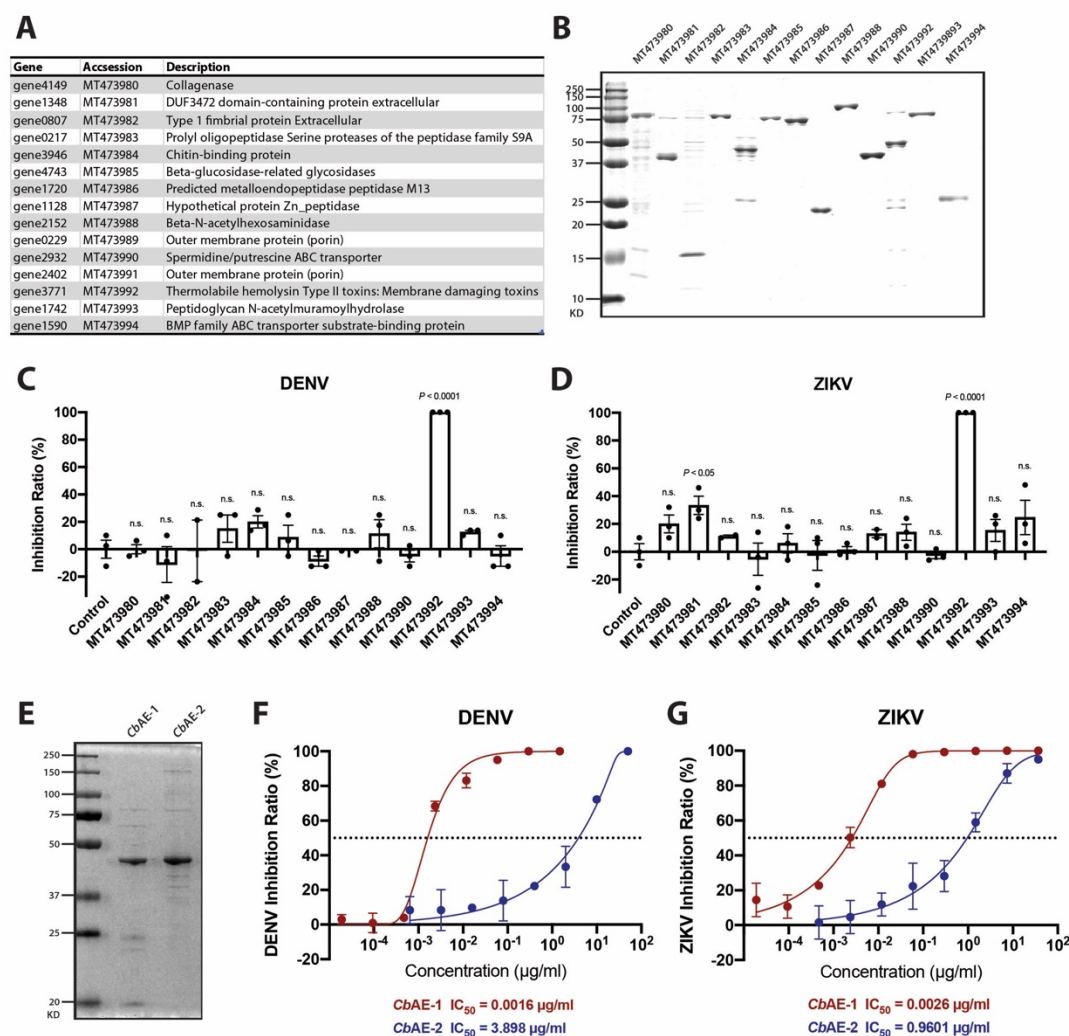 A
Gene Accsession Description
gene4149 MT473980 Collagenase
gene1348 MT473981 DUF3472 domain-containing protein extracellular
gene0807 MT473982 Type 1 fimbrial protein Extracellular
gene0217 MT473983 Prolyl oligopeptidase Serine proteases of the peptidase family S9A
gene3946 MT473984 Chitin-binding protein
gene4743 MT473985 Beta-glucosidase-related glycosidases
gene1720 MT473986 Predicted metalloendopeptidase peptidase M13
gene1128 MT473987 Hypothetical protein Zn_peptidase
gene2152 MT473988 Beta-N-acetylhexosaminidase
gene0229 MT473989 Outer membrane protein (porin)
gene2932 MT473990 Spermidine/putrescine ABC transporter
gene2402 MT473991 Outer membrane protein (porin)
gene3771 MT473992 Thermolabile hemolysin Type II toxins: Membrane damaging toxins
gene1742 MT473993 Peptidoglycan N-acetylmuramoylhydrolase
gene1590 MT473994 BMP family ABC transporter substrate-binding protein
B
MT473980 MT473981 MT473982 MT473983 MT473984 MT473985 MT473986 MT473987 MT473988 MT473990 MT473992 MT4739893 MT473994
250
150
100
75
50
37
25
20
15
10
KD
C
DENV
Inhibition Ratio (%)
100
80
60
40
20
0
-20
n.s. n.s. n.s. n.s. n.s. n.s. n.s. n.s. n.s. n.s. P < 0.0001 n.s. n.s.
Control MT473980 MT473981 MT473982 MT473983 MT473984 MT473985 MT473986 MT473987 MT473988 MT473990 MT473992 MT473993 MT473994
D
ZIKV
Inhibition Ratio (%)
100
80
60
40
20
0
-20
n.s. P < 0.05 n.s. n.s. n.s. n.s. n.s. n.s. n.s. n.s. P < 0.0001 n.s. n.s.
Control MT473980 MT473981 MT473982 MT473983 MT473984 MT473985 MT473986 MT473987 MT473988 MT473990 MT473992 MT473993 MT473994
E
CbAE-1 CbAE-2
250
150
100
75
50
37
25
20
KD
F
DENV
DENV Inhibition Ratio (%)
100
80
60
40
20
0
-20
10-4 10-3 10-2 10-1 100 101 102
Concentration (µg/ml)
CbAE-1 IC50 = 0.0016 µg/ml
CbAE-2 IC50 = 3.898 µg/ml
G
ZIKV
ZIKV Inhibition Ratio (%)
100
80
60
40
20
0
-20
10-4 10-3 10-2 10-1 100 101 102
Concentration (µg/ml)
CbAE-1 IC50 = 0.0026 µg/ml
CbAE-2 IC50 = 0.9601 µg/ml